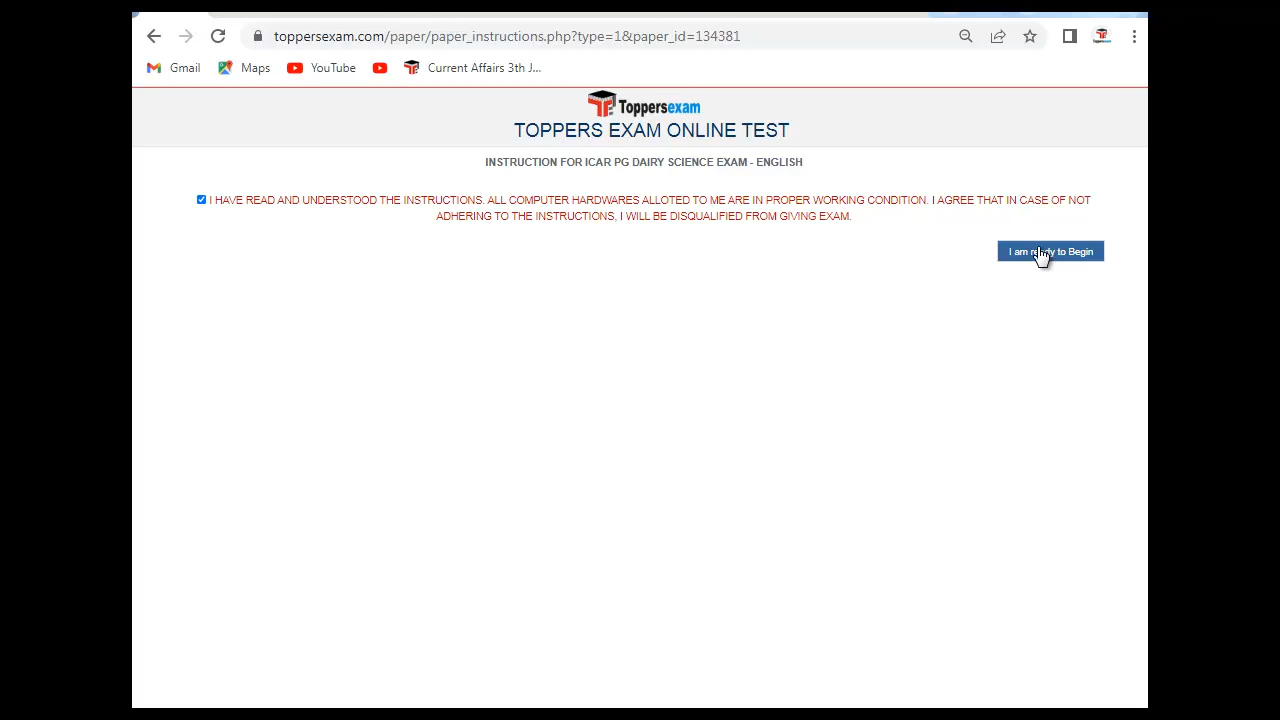 toppersexam.com/paper/paper_instructions.php?type=1&paper_id=134381
Gmail Maps YouTube Current Affairs 3th J...
Toppersexam
TOPPERS EXAM ONLINE TEST
INSTRUCTION FOR ICAR PG DAIRY SCIENCE EXAM - ENGLISH
I HAVE READ AND UNDERSTOOD THE INSTRUCTIONS. ALL COMPUTER HARDWARES ALLOTED TO ME ARE IN PROPER WORKING CONDITION. I AGREE THAT IN CASE OF NOT
ADHERING TO THE INSTRUCTIONS, I WILL BE DISQUALIFIED FROM GIVING EXAM.
I am ready to Begin